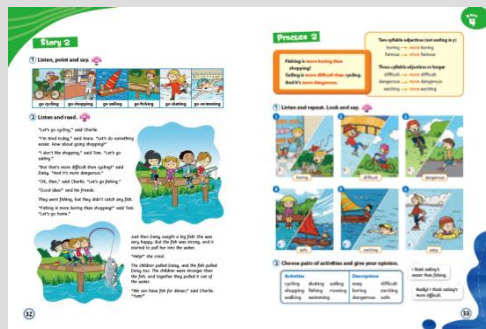 Story 2
1 Listen, point and say.
go cycling
go shopping
go sailing
go fishing
go skating
go swimming
2 Listen and read.
"Let's go cycling," said Charlie.
"I'm tired today," said Anna. "Let's do something
easier. How about going shopping?"
"I don't like shopping," said Tom. "Let's go
sailing."
"But that's more difficult than cycling!" said
Daisy. "And it's more dangerous."
"OK, then," said Charlie. "Let's go fishing."
"Good idea!" said his friends.
They went fishing, but they didn't catch any fish.
"Fishing is more boring than shopping!" said Tom.
"Let's go home."
Just then Daisy caught a big fish! She was
very happy. But the fish was strong, and it
started to pull her into the water.
"Help!" she cried.
The children pulled Daisy, and the fish pulled
Daisy too. The children were stronger than
the fish, and together they pulled it out of
the water.
"We can have fish for dinner," said Charlie.
"Yum!"
32
4
Practice 2
Fishing is more boring than
shopping!
Sailing is more difficult than cycling.
And it's more dangerous.
Two-syllable adjectives (not ending in y)
boring → more boring
famous → more famous
Three-syllable adjectives or longer
difficult → more difficult
dangerous → more dangerous
exciting → more exciting
1 Listen and repeat. Look and say.
1
2
3
boring
difficult
dangerous
4
5
6
safe
exciting
easy
2 Choose pairs of activities and give your opinion.
Activities
cycling skating sailing
shopping fishing running
walking swimming
Descriptions
easy difficult
boring exciting
dangerous safe
I think sailing's
easier than fishing.
Really? I think sailing's
more difficult.
33